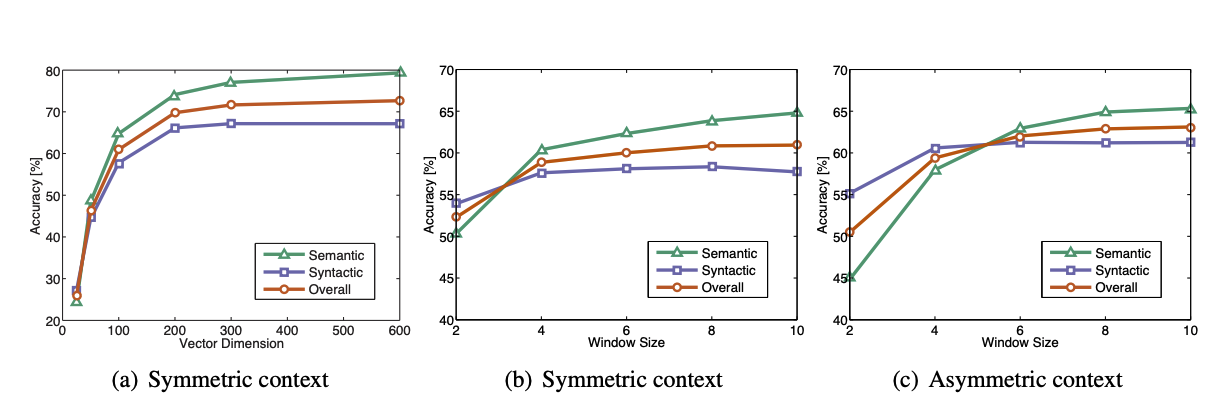 80
70
60
50
40
30
20
Accuracy [%]
0 100 200 300 400 500 600
Vector Dimension
Semantic
Syntactic
Overall
(a) Symmetric context
70
65
60
55
50
45
40
Accuracy [%]
2 4 6 8 10
Window Size
Semantic
Syntactic
Overall
(b) Symmetric context
70
65
60
55
50
45
40
Accuracy [%]
2 4 6 8 10
Window Size
Semantic
Syntactic
Overall
(c) Asymmetric context